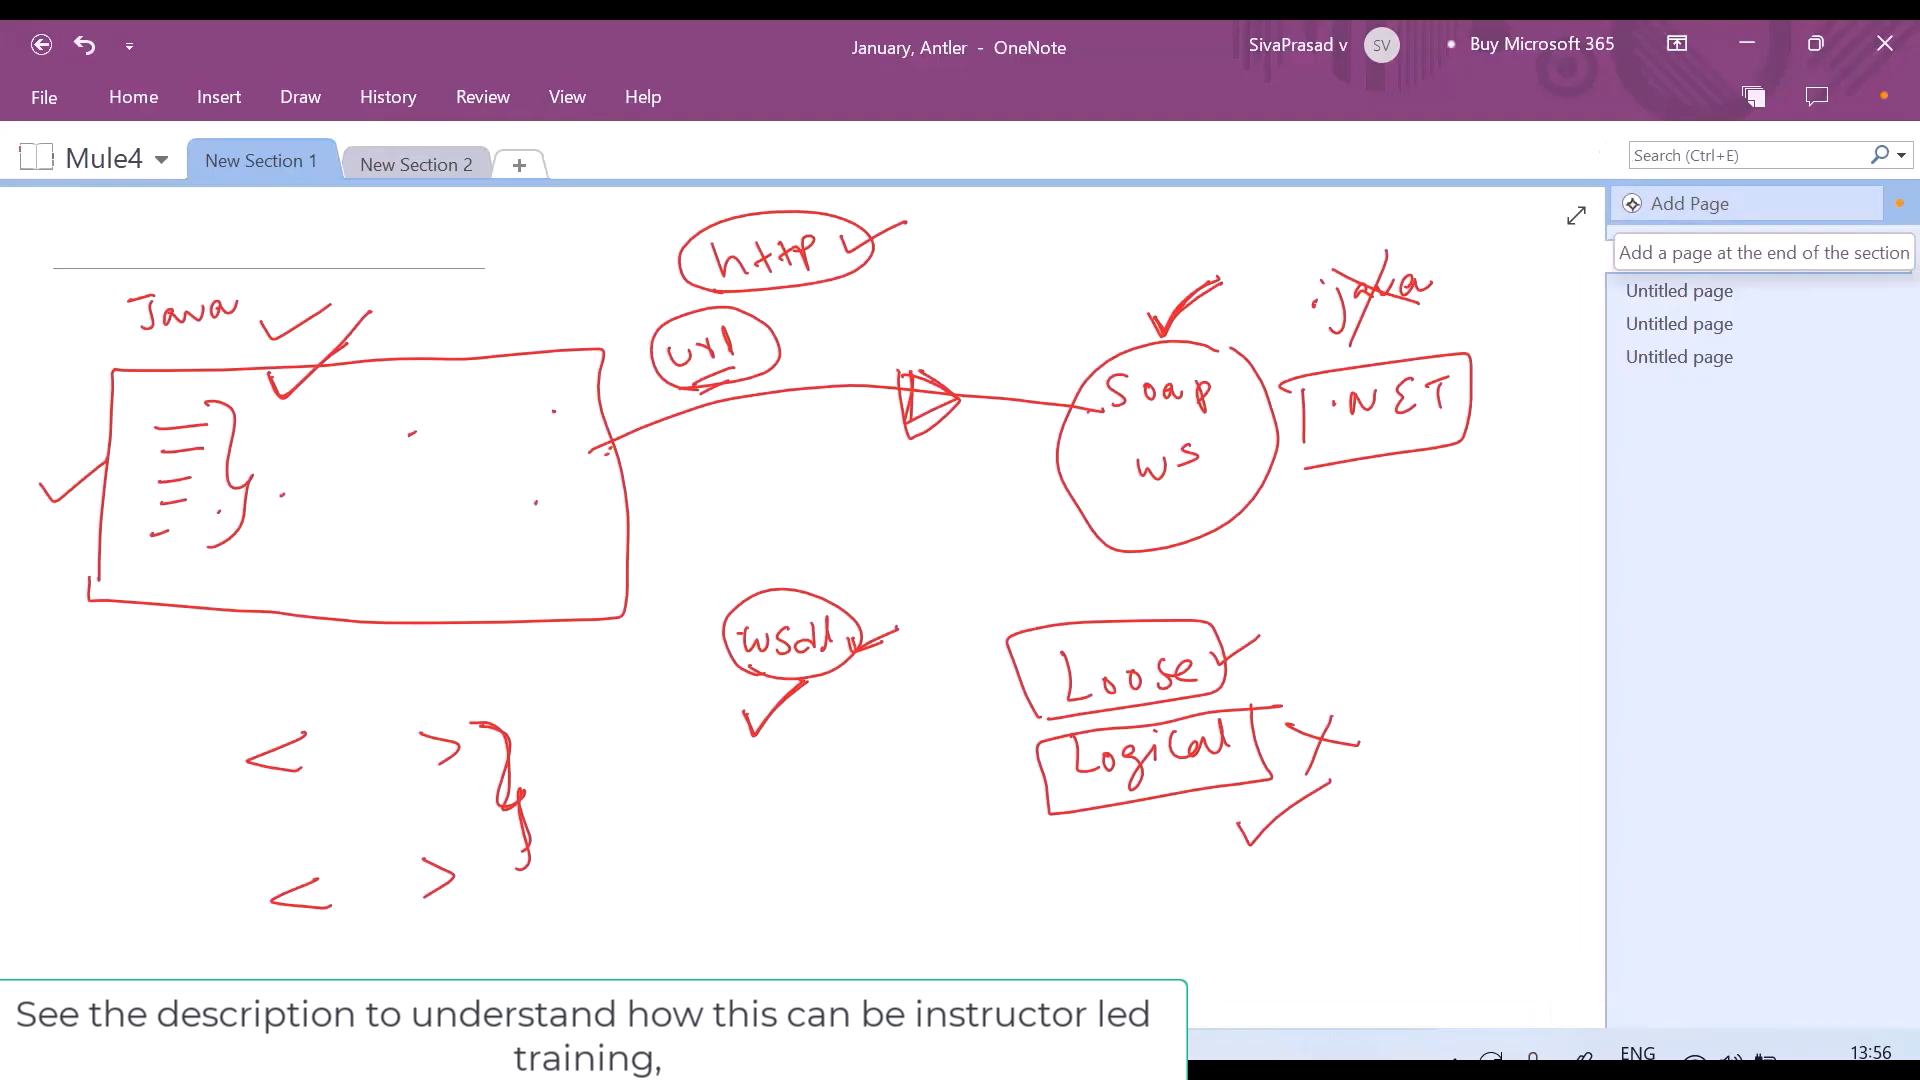 January, Antler - OneNote
SivaPrasad v
SV
Buy Microsoft 365
File
Home
Insert
Draw
History
Review
View
Help
Mule4
New Section 1
New Section 2
+
Search (Ctrl+E)
Add Page
Add a page at the end of the section
Untitled page
Untitled page
Untitled page
http
Java
.java
url
Soap
ws
.NET
wsdl
Loose
Logical
< >
< >
See the description to understand how this can be instructor led
training,
ENG
13:56